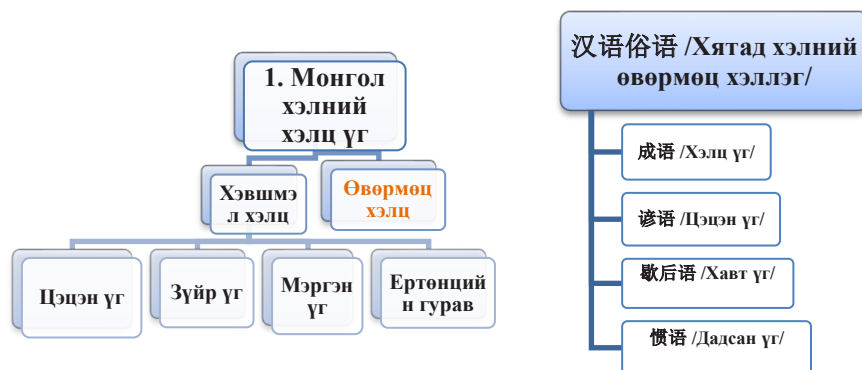 1. Монгол
хэлний
хэлц үг
Хэвшмэ
л хэлц
Өвөрмөц
хэлц
Цэцэн үг
Зүйр үг
Мэргэн
үг
Ертөнций
н гурав
汉语俗语 /Хятад хэлний
өвөрмөц хэллэг/
成语 /Хэлц үг/
谚语 /Цэцэн үг/
歇后语 /Хавт үг/
惯语 /Дадсан үг/